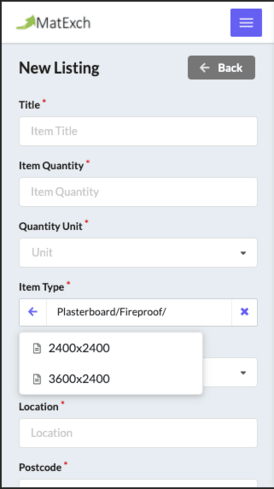 MatExch
New Listing
Back
Title *
Item Title
Item Quantity *
Item Quantity
Quantity Unit *
Unit
Item Type *
Plasterboard/Fireproof/
2400x2400
3600x2400
Location *
Location
Postcode *